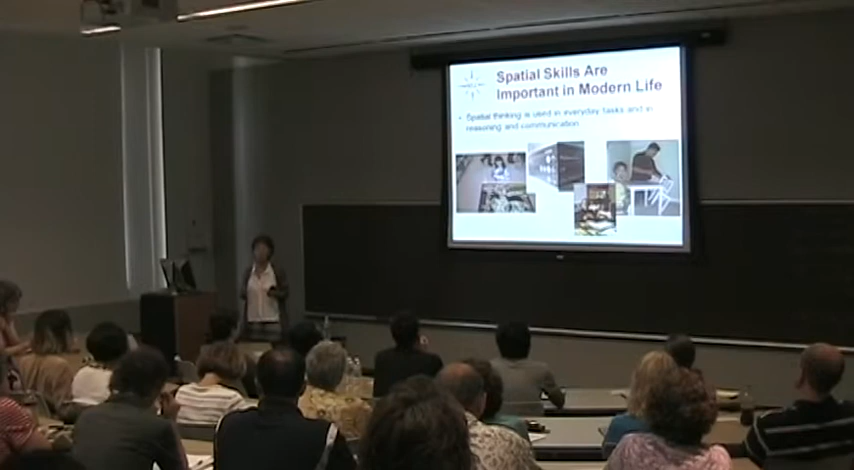 Spatial Skills Are
Important in Modern Life
• Spatial thinking is used in everyday tasks and in
reasoning and communication